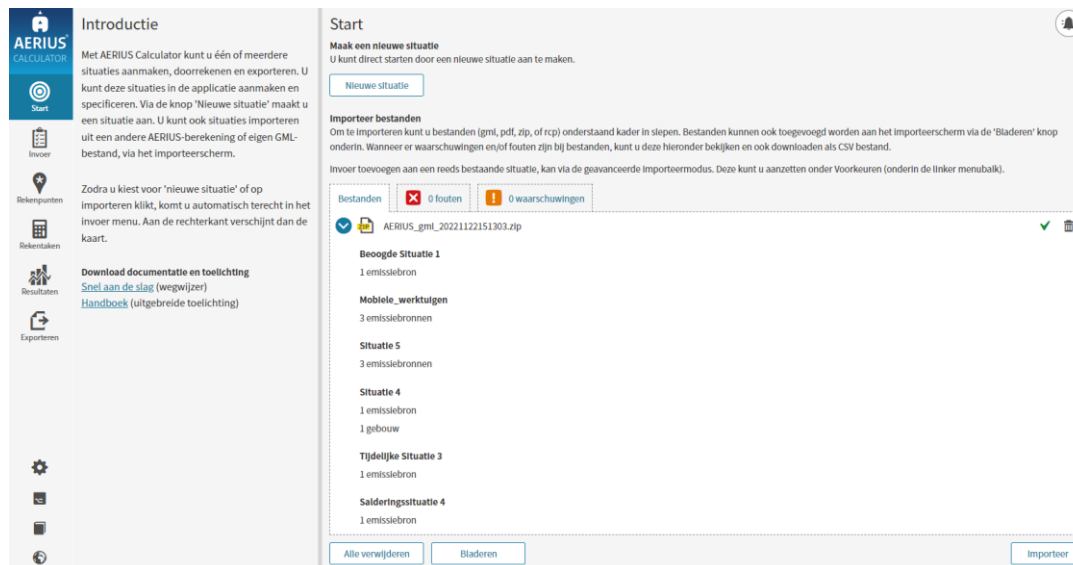 AERIUS
CALCULATOR
Start
Invoer
Rekenpunten
Rekentaken
Resultaten
Exporteren
Introductie
Met AERIUS Calculator kunt u één of meerdere
situaties aanmaken, doorrekenen en exporteren. U
kunt deze situaties in de applicatie aanmaken en
specificeren. Via de knop 'Nieuwe situatie' maakt u
een situatie aan. U kunt ook situaties importeren
uit een andere AERIUS-berekening of eigen GML-
bestand, via het importeerscherm.
Zodra u kiest voor 'nieuwe situatie' of op
importeren klikt, komt u automatisch terecht in het
invoer menu. Aan de rechterkant verschijnt dan de
kaart.
Download documentatie en toelichting
Snel aan de slag (wegwijzer)
Handboek (uitgebreide toelichting)
Start
Maak een nieuwe situatie
U kunt direct starten door een nieuwe situatie aan te maken.
Nieuwe situatie
Importeer bestanden
Om te importeren kunt u bestanden (gml, pdf, zip, of rcp) onderstaand kader in slepen. Bestanden kunnen ook toegevoegd worden aan het importeerscherm via de 'Bladeren' knop
onderin. Wanneer er waarschuwingen en/of fouten zijn bij bestanden, kunt u deze hieronder bekijken en ook downloaden als CSV bestand.
Invoer toevoegen aan een reeds bestaande situatie, kan via de geavanceerde importeermodus. Deze kunt u aanzetten onder Voorkeuren (onderin de linker menubalk).
Bestanden 0 fouten 0 waarschuwingen
ZIP AERIUS_gml_20221122151303.zip
Beoogde Situatie 1
1 emissiebron
Mobiele_werktuigen
3 emissiebronnen
Situatie 5
3 emissiebronnen
Situatie 4
1 emissiebron
1 gebouw
Tijdelijke Situatie 3
1 emissiebron
Salderingssituatie 4
1 emissiebron
Alle verwijderen Bladeren Importeer